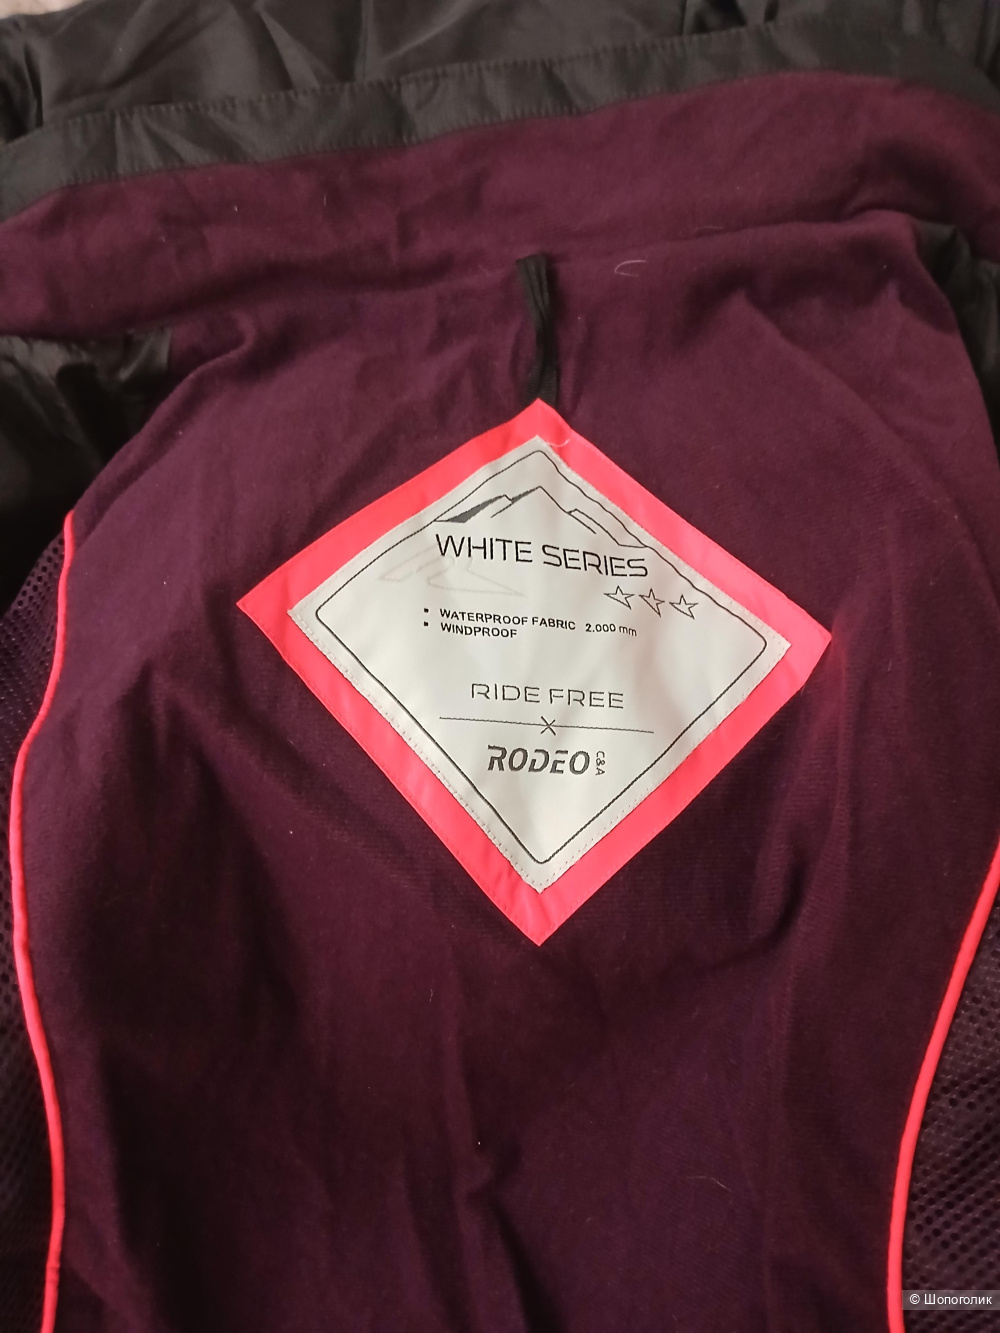 WHITE SERIES
WATERPROOF FABRIC 2.000 mm
WINDPROOF
RIDE FREE
RODEO C&A
© Шопоголик